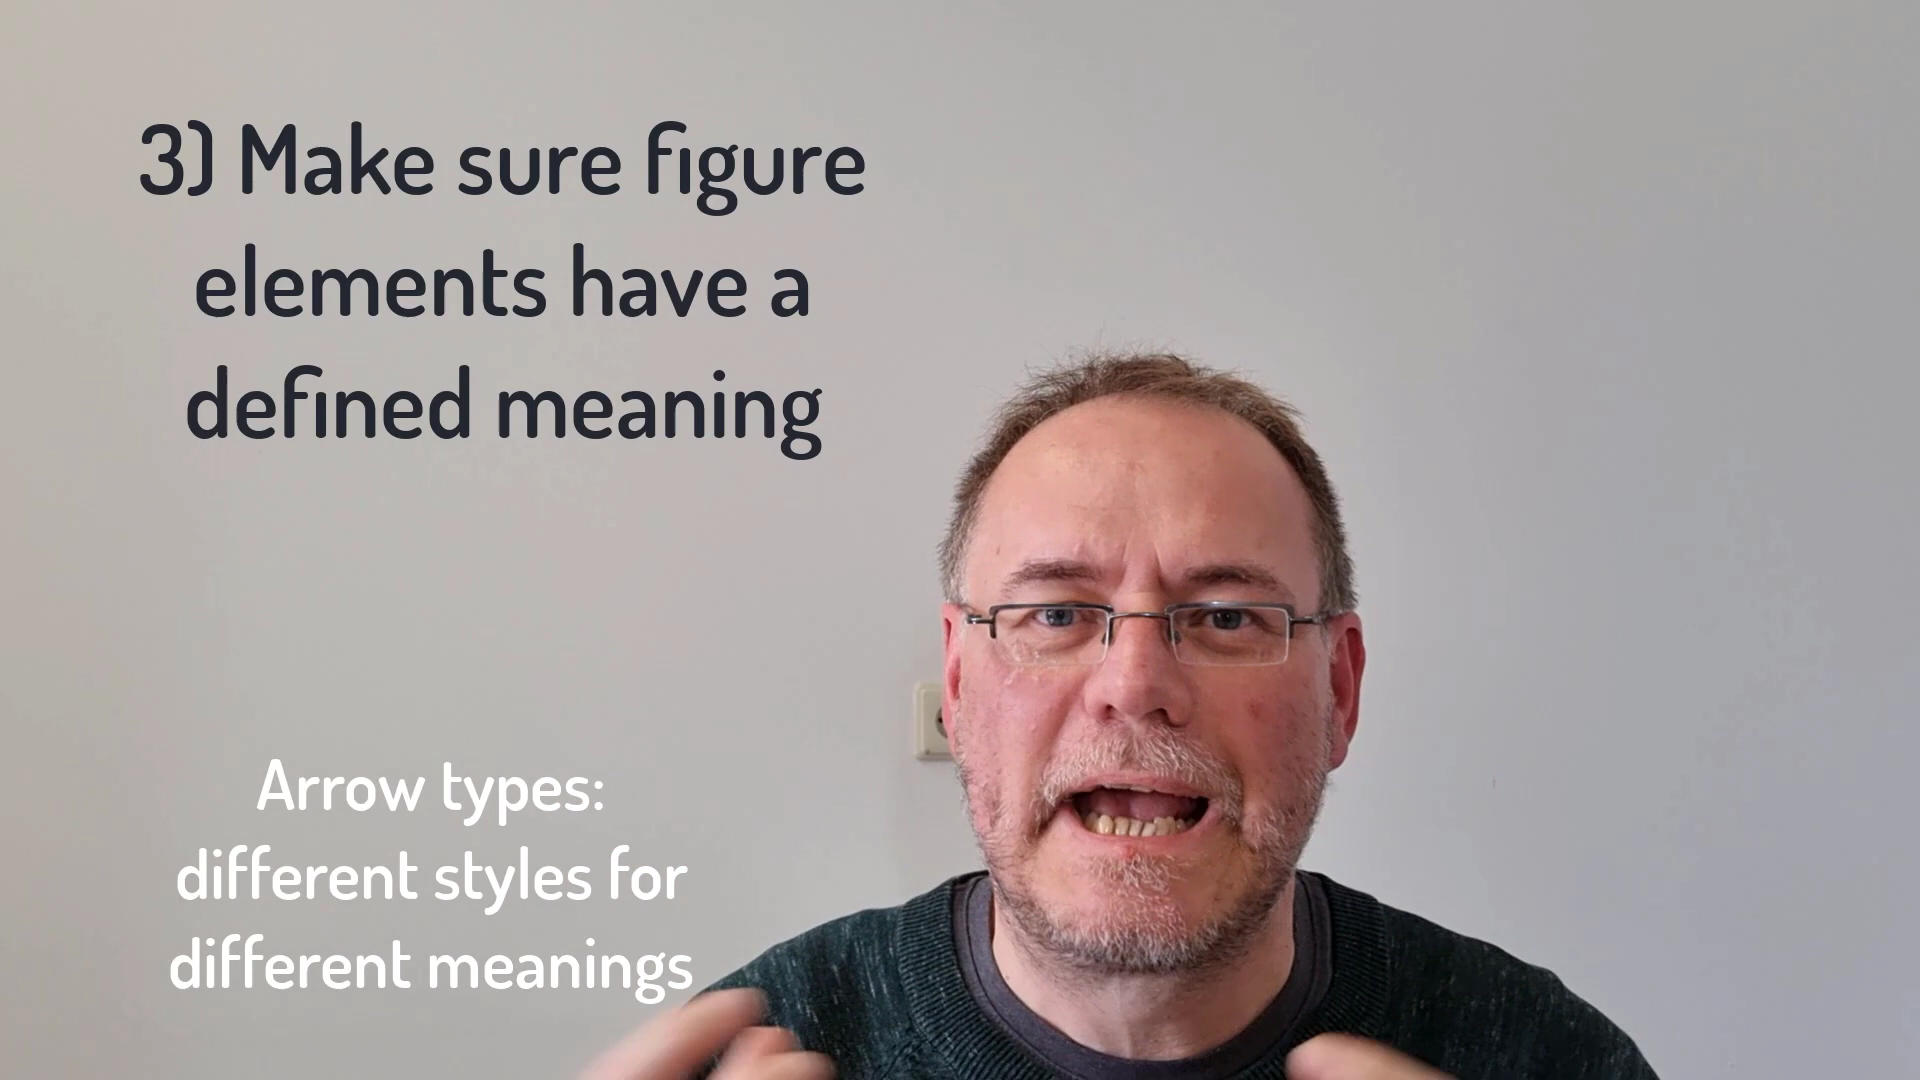 3) Make sure figure
elements have a
defined meaning
Arrow types:
different styles for
different meanings